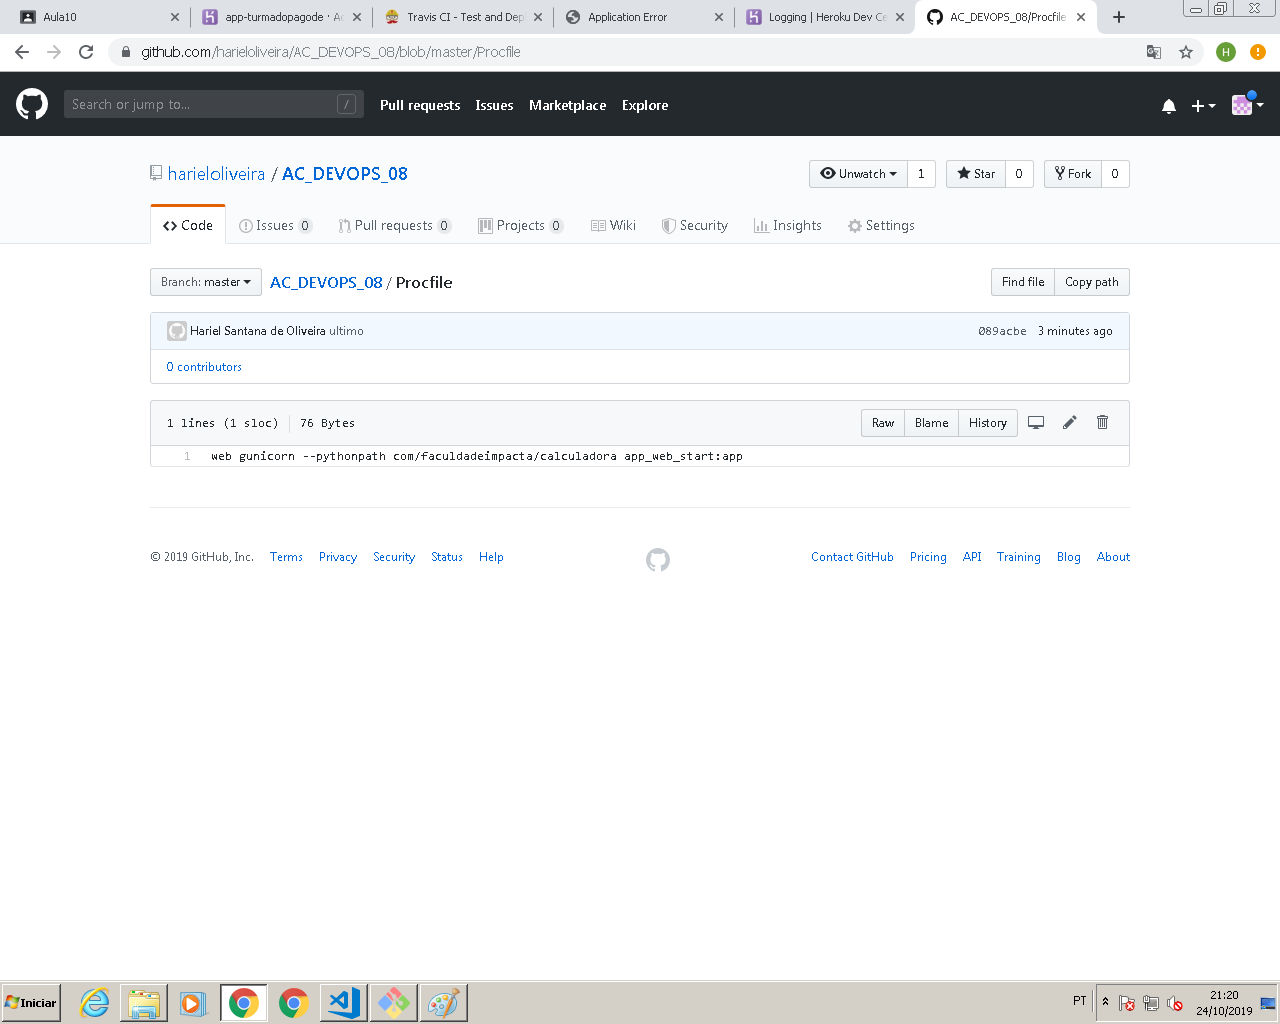 Aula10
app-turmadopagode · Ac
Travis CI - Test and Dep
Application Error
Logging | Heroku Dev Ce
AC_DEVOPS_08/Procfile
github.com/harieloliveira/AC_DEVOPS_08/blob/master/Procfile
H
Search or jump to...
/
Pull requests
Issues
Marketplace
Explore
harieloliveira / AC_DEVOPS_08
Unwatch
1
Star
0
Fork
0
Code
Issues 0
Pull requests 0
Projects 0
Wiki
Security
Insights
Settings
Branch: master
AC_DEVOPS_08 / Procfile
Find file
Copy path
Hariel Santana de Oliveira ultimo
089acbe
3 minutes ago
0 contributors
1 lines (1 sloc)
76 Bytes
Raw
Blame
History
1
web gunicorn --pythonpath com/faculdadeimpacta/calculadora app_web_start:app
© 2019 GitHub, Inc.
Terms
Privacy
Security
Status
Help
Contact GitHub
Pricing
API
Training
Blog
About
Iniciar
PT
21:20
24/10/2019